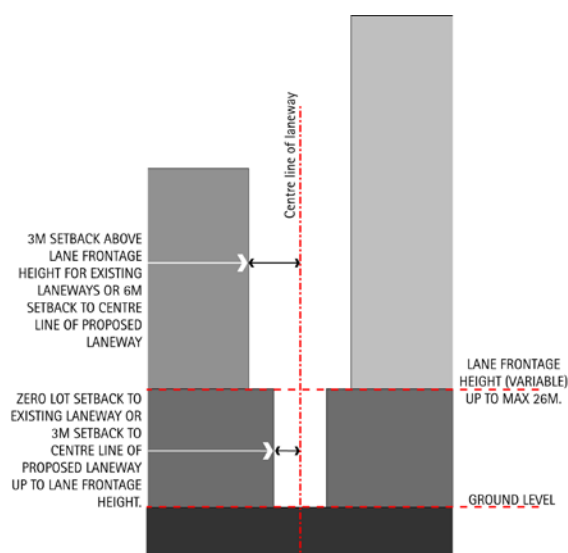 Centre line of laneway
3M SETBACK ABOVE
LANE FRONTAGE
HEIGHT FOR EXISTING
LANEWAYS OR 6M
SETBACK TO CENTRE
LINE OF PROPOSED
LANEWAY
LANE FRONTAGE
HEIGHT (VARIABLE)
UP TO MAX 26M.
ZERO LOT SETBACK TO
EXISTING LANEWAY OR
3M SETBACK TO
CENTRE LINE OF
PROPOSED LANEWAY
UP TO LANE FRONTAGE
HEIGHT.
GROUND LEVEL